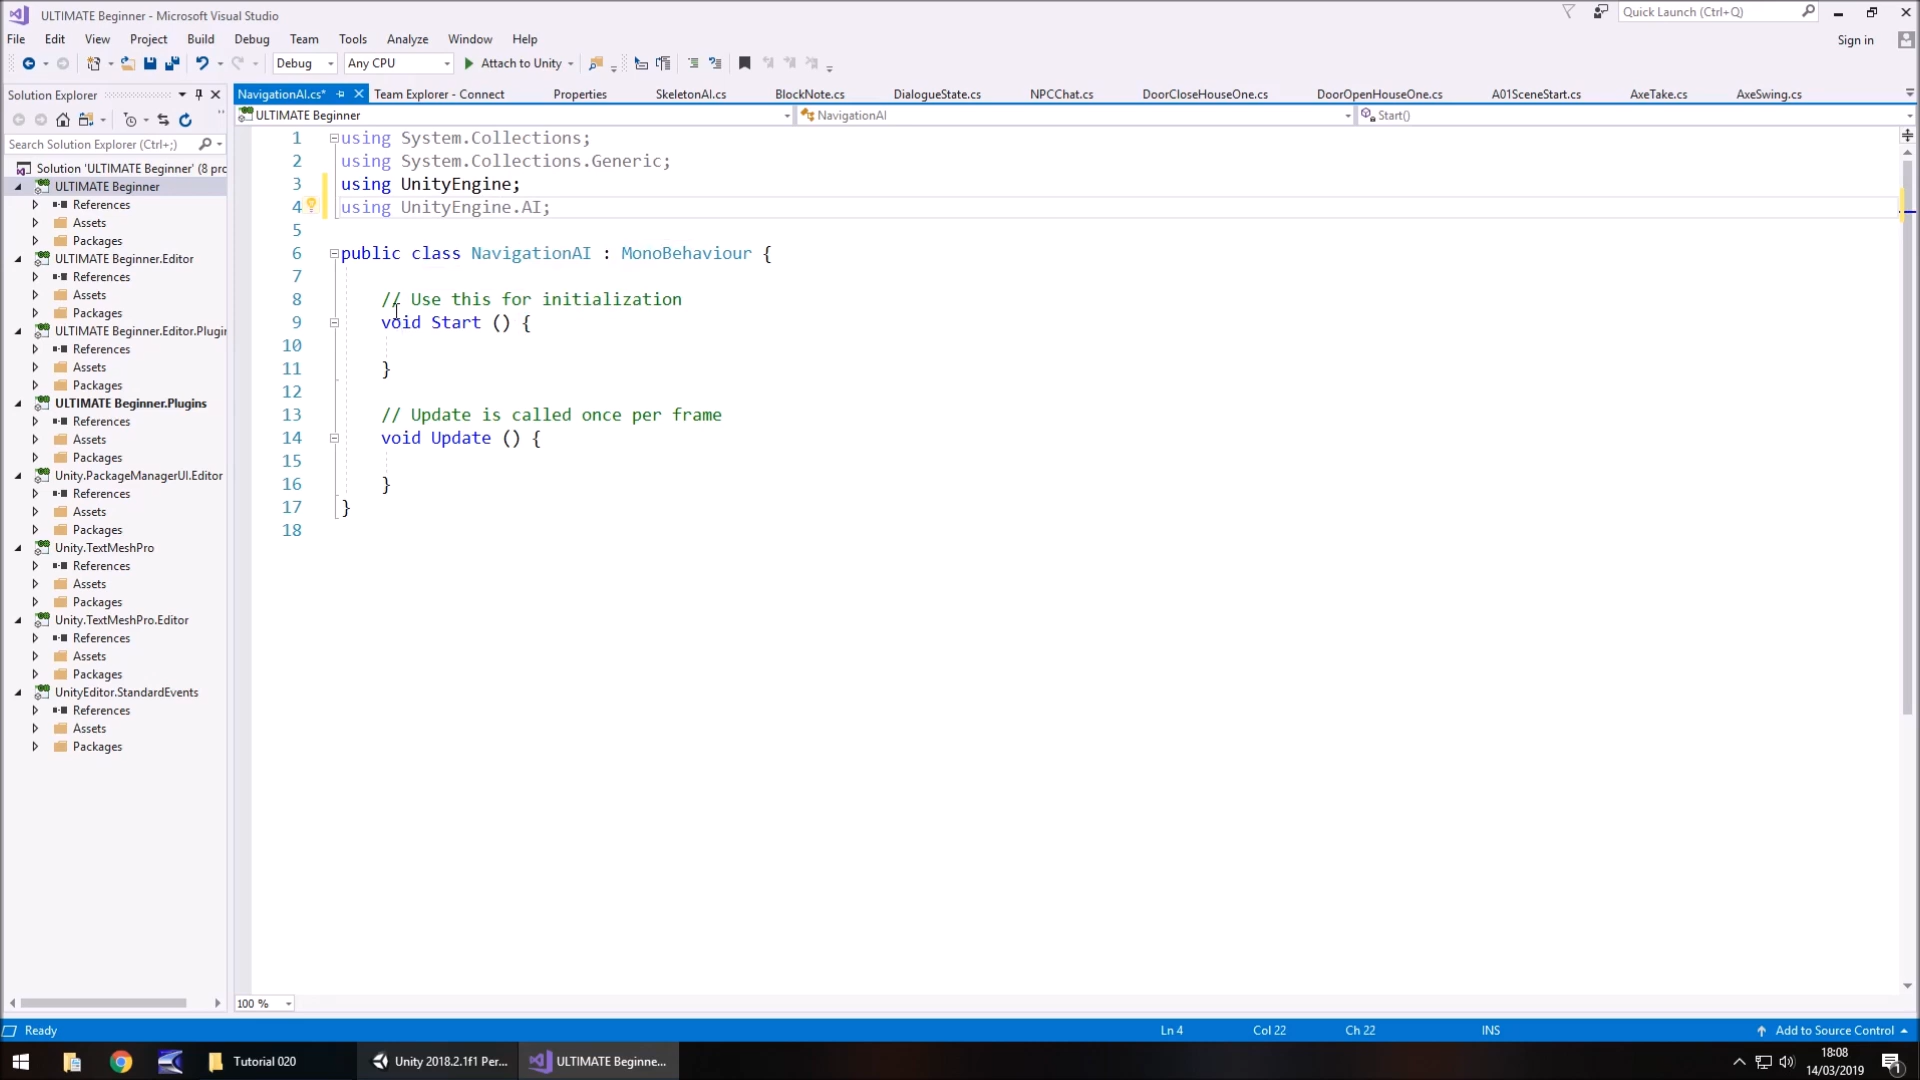 ULTIMATE Beginner - Microsoft Visual Studio
Quick Launch (Ctrl+Q)
File Edit View Project Build Debug Team Tools Analyze Window Help
Sign in
Debug Any CPU Attach to Unity
Solution Explorer
NavigationAI.cs* Team Explorer - Connect Properties SkeletonAI.cs BlockNote.cs DialogueState.cs NPCChat.cs DoorCloseHouseOne.cs DoorOpenHouseOne.cs A01SceneStart.cs AxeTake.cs AxeSwing.cs
ULTIMATE Beginner NavigationAI Start()
Search Solution Explorer (Ctrl+;)
Solution 'ULTIMATE Beginner' (8 prc
ULTIMATE Beginner
References
Assets
Packages
ULTIMATE Beginner.Editor
References
Assets
Packages
ULTIMATE Beginner.Editor.Plugin
References
Assets
Packages
ULTIMATE Beginner.Plugins
References
Assets
Packages
Unity.PackageManagerUI.Editor
References
Assets
Packages
Unity.TextMeshPro
References
Assets
Packages
Unity.TextMeshPro.Editor
References
Assets
Packages
UnityEditor.StandardEvents
References
Assets
Packages
1 using System.Collections;
2 using System.Collections.Generic;
3 using UnityEngine;
4 using UnityEngine.AI;
5
6 public class NavigationAI : MonoBehaviour {
7
8 // Use this for initialization
9 void Start () {
10
11 }
12
13 // Update is called once per frame
14 void Update () {
15
16 }
17 }
18
100 %
Ready Ln 4 Col 22 Ch 22 INS Add to Source Control
Tutorial 020 Unity 2018.2.1f1 Per... ULTIMATE Beginne...
18:08
14/03/2019
1